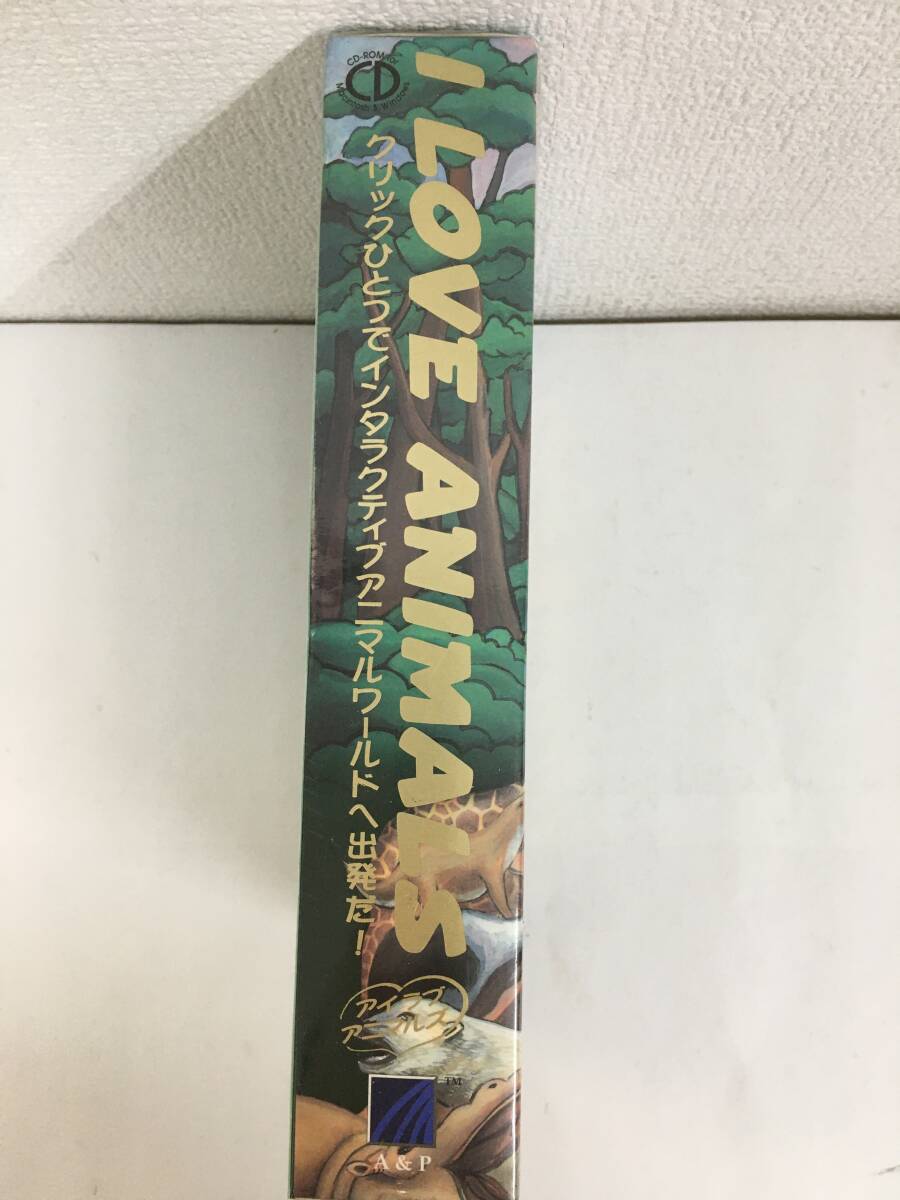 CD-ROM for
CD
Macintosh & Windows
I LOVE ANIMALS
クリックひとつでインタラクティブアニマルワールドへ出発だ！
アイラブ
アニマルズ
TM
A & P